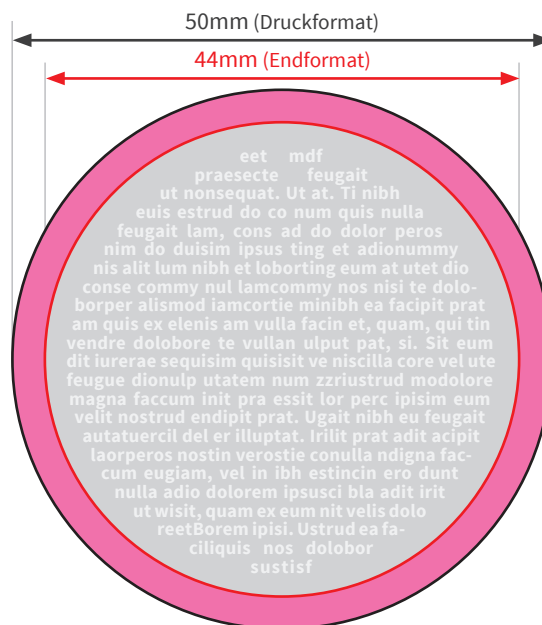 50mm (Druckformat)
44mm (Endformat)
eet mdf
praesecte feugait
ut nonsequat. Ut at. Ti nibh
euis estrud do co num quis nulla
feugait lam, cons ad do dolor peros
nim do duisim ipsus ting et adionummy
nis alit lum nibh et loborting eum at utet dio
conse commy nul lamcommy nos nisi te dolo-
borper alismod iamcortie minibh ea facipit prat
am quis ex elenis am vulla facin et, quam, qui tin
vendre dolobore te vullan ulput pat, si. Sit eum
dit iurerae sequisim quisisit ve niscilla core vel ute
feugue dionulp utatem num zzriustrud modolore
magna faccum init pra essit lor perc ipisim eum
velit nostrud endipit prat. Ugait nibh eu feugait
autatuercil del er illuptat. Irilit prat adit acipit
laorperos nostin verostie conulla ndigna fac-
cum eugiam, vel in ibh estincin ero dunt
nulla adio dolorem ipsusci bla adit irit
ut wisit, quam ex eum nit velis dolo
reetBorem ipisi. Ustrud ea fa-
ciliquis nos dolobor
sustisf